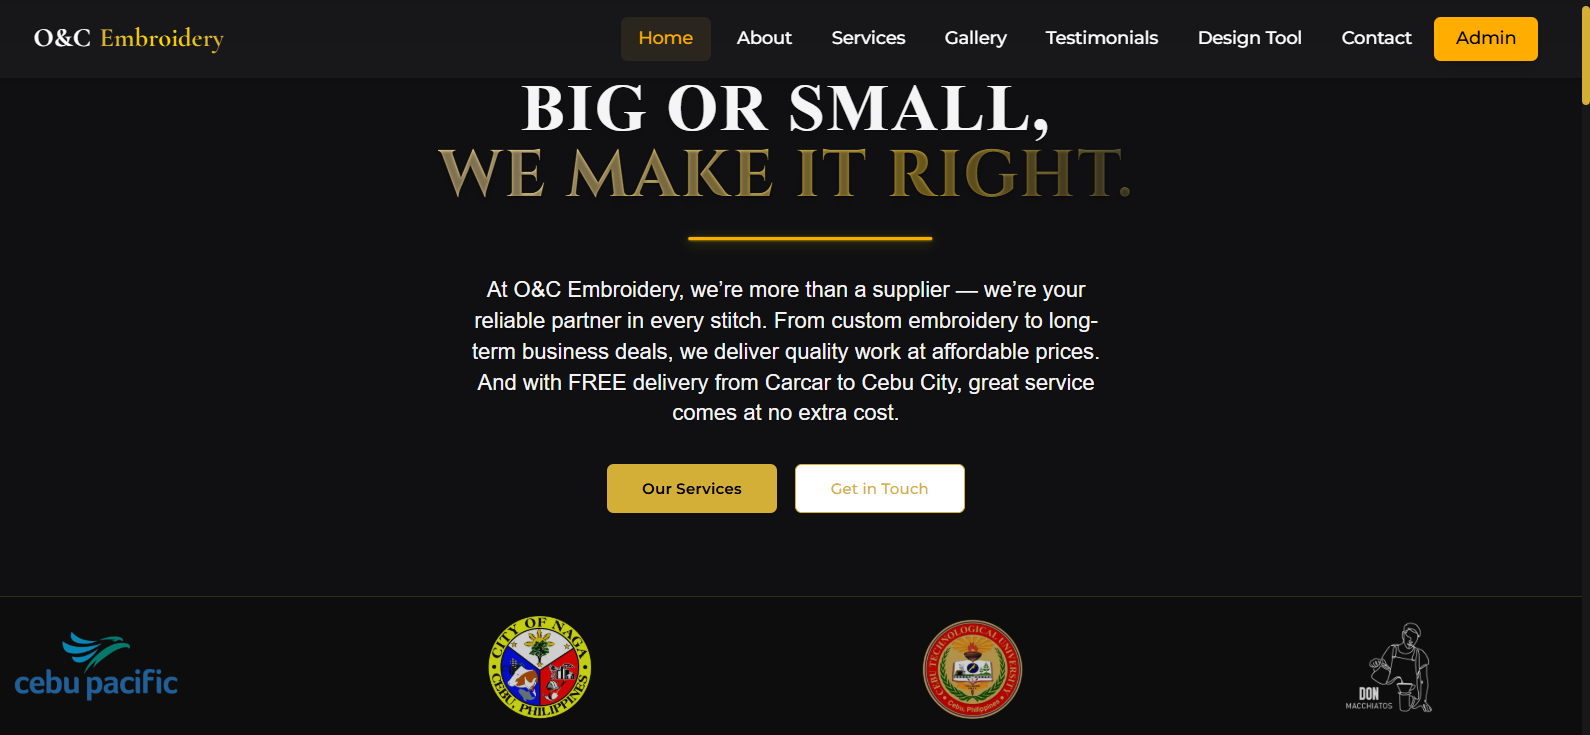 O&C Embroidery
Home
About
Services
Gallery
Testimonials
Design Tool
Contact
Admin
BIG OR SMALL,
WE MAKE IT RIGHT.
At O&C Embroidery, we’re more than a supplier — we’re your
reliable partner in every stitch. From custom embroidery to long-
term business deals, we deliver quality work at affordable prices.
And with FREE delivery from Carcar to Cebu City, great service
comes at no extra cost.
Our Services
Get in Touch
cebu pacific
CITY OF NAGA
CEBU, PHILIPPINES
CEBU TECHNOLOGICAL UNIVERSITY
Cebu, Philippines
DON
MACCHIATOS